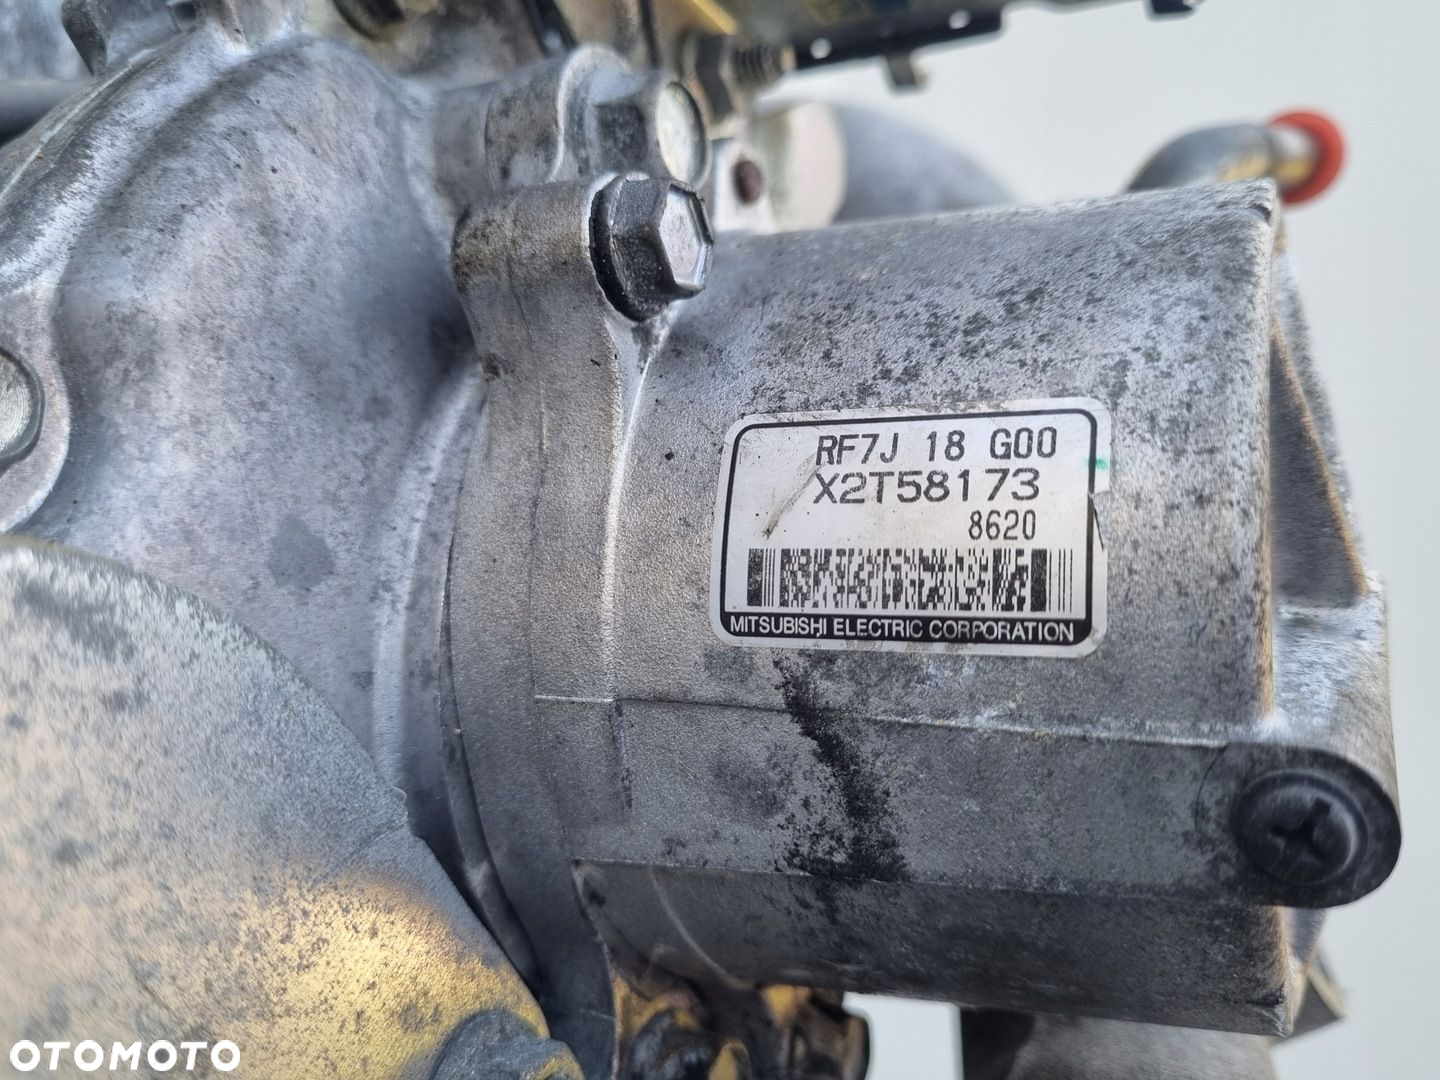 RF7J 18 G00
X2T58173
8620
MITSUBISHI ELECTRIC CORPORATION
OTOMOTO